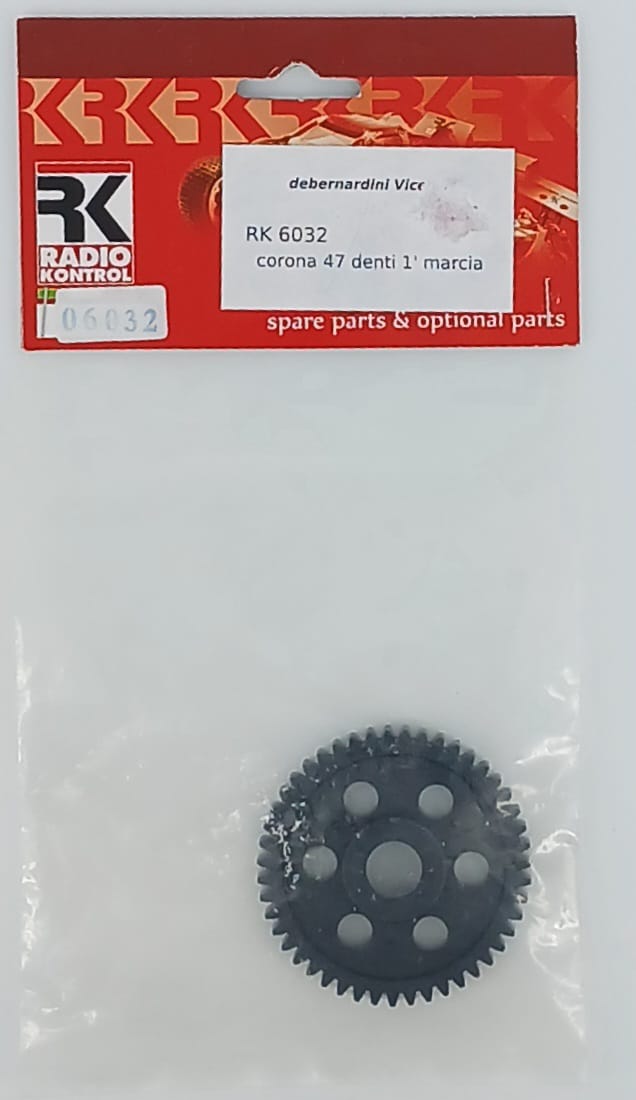 RK
RADIO
KONTROL
debernardini Vice
RK 6032
corona 47 denti 1' marcia
06032
spare parts & optional parts